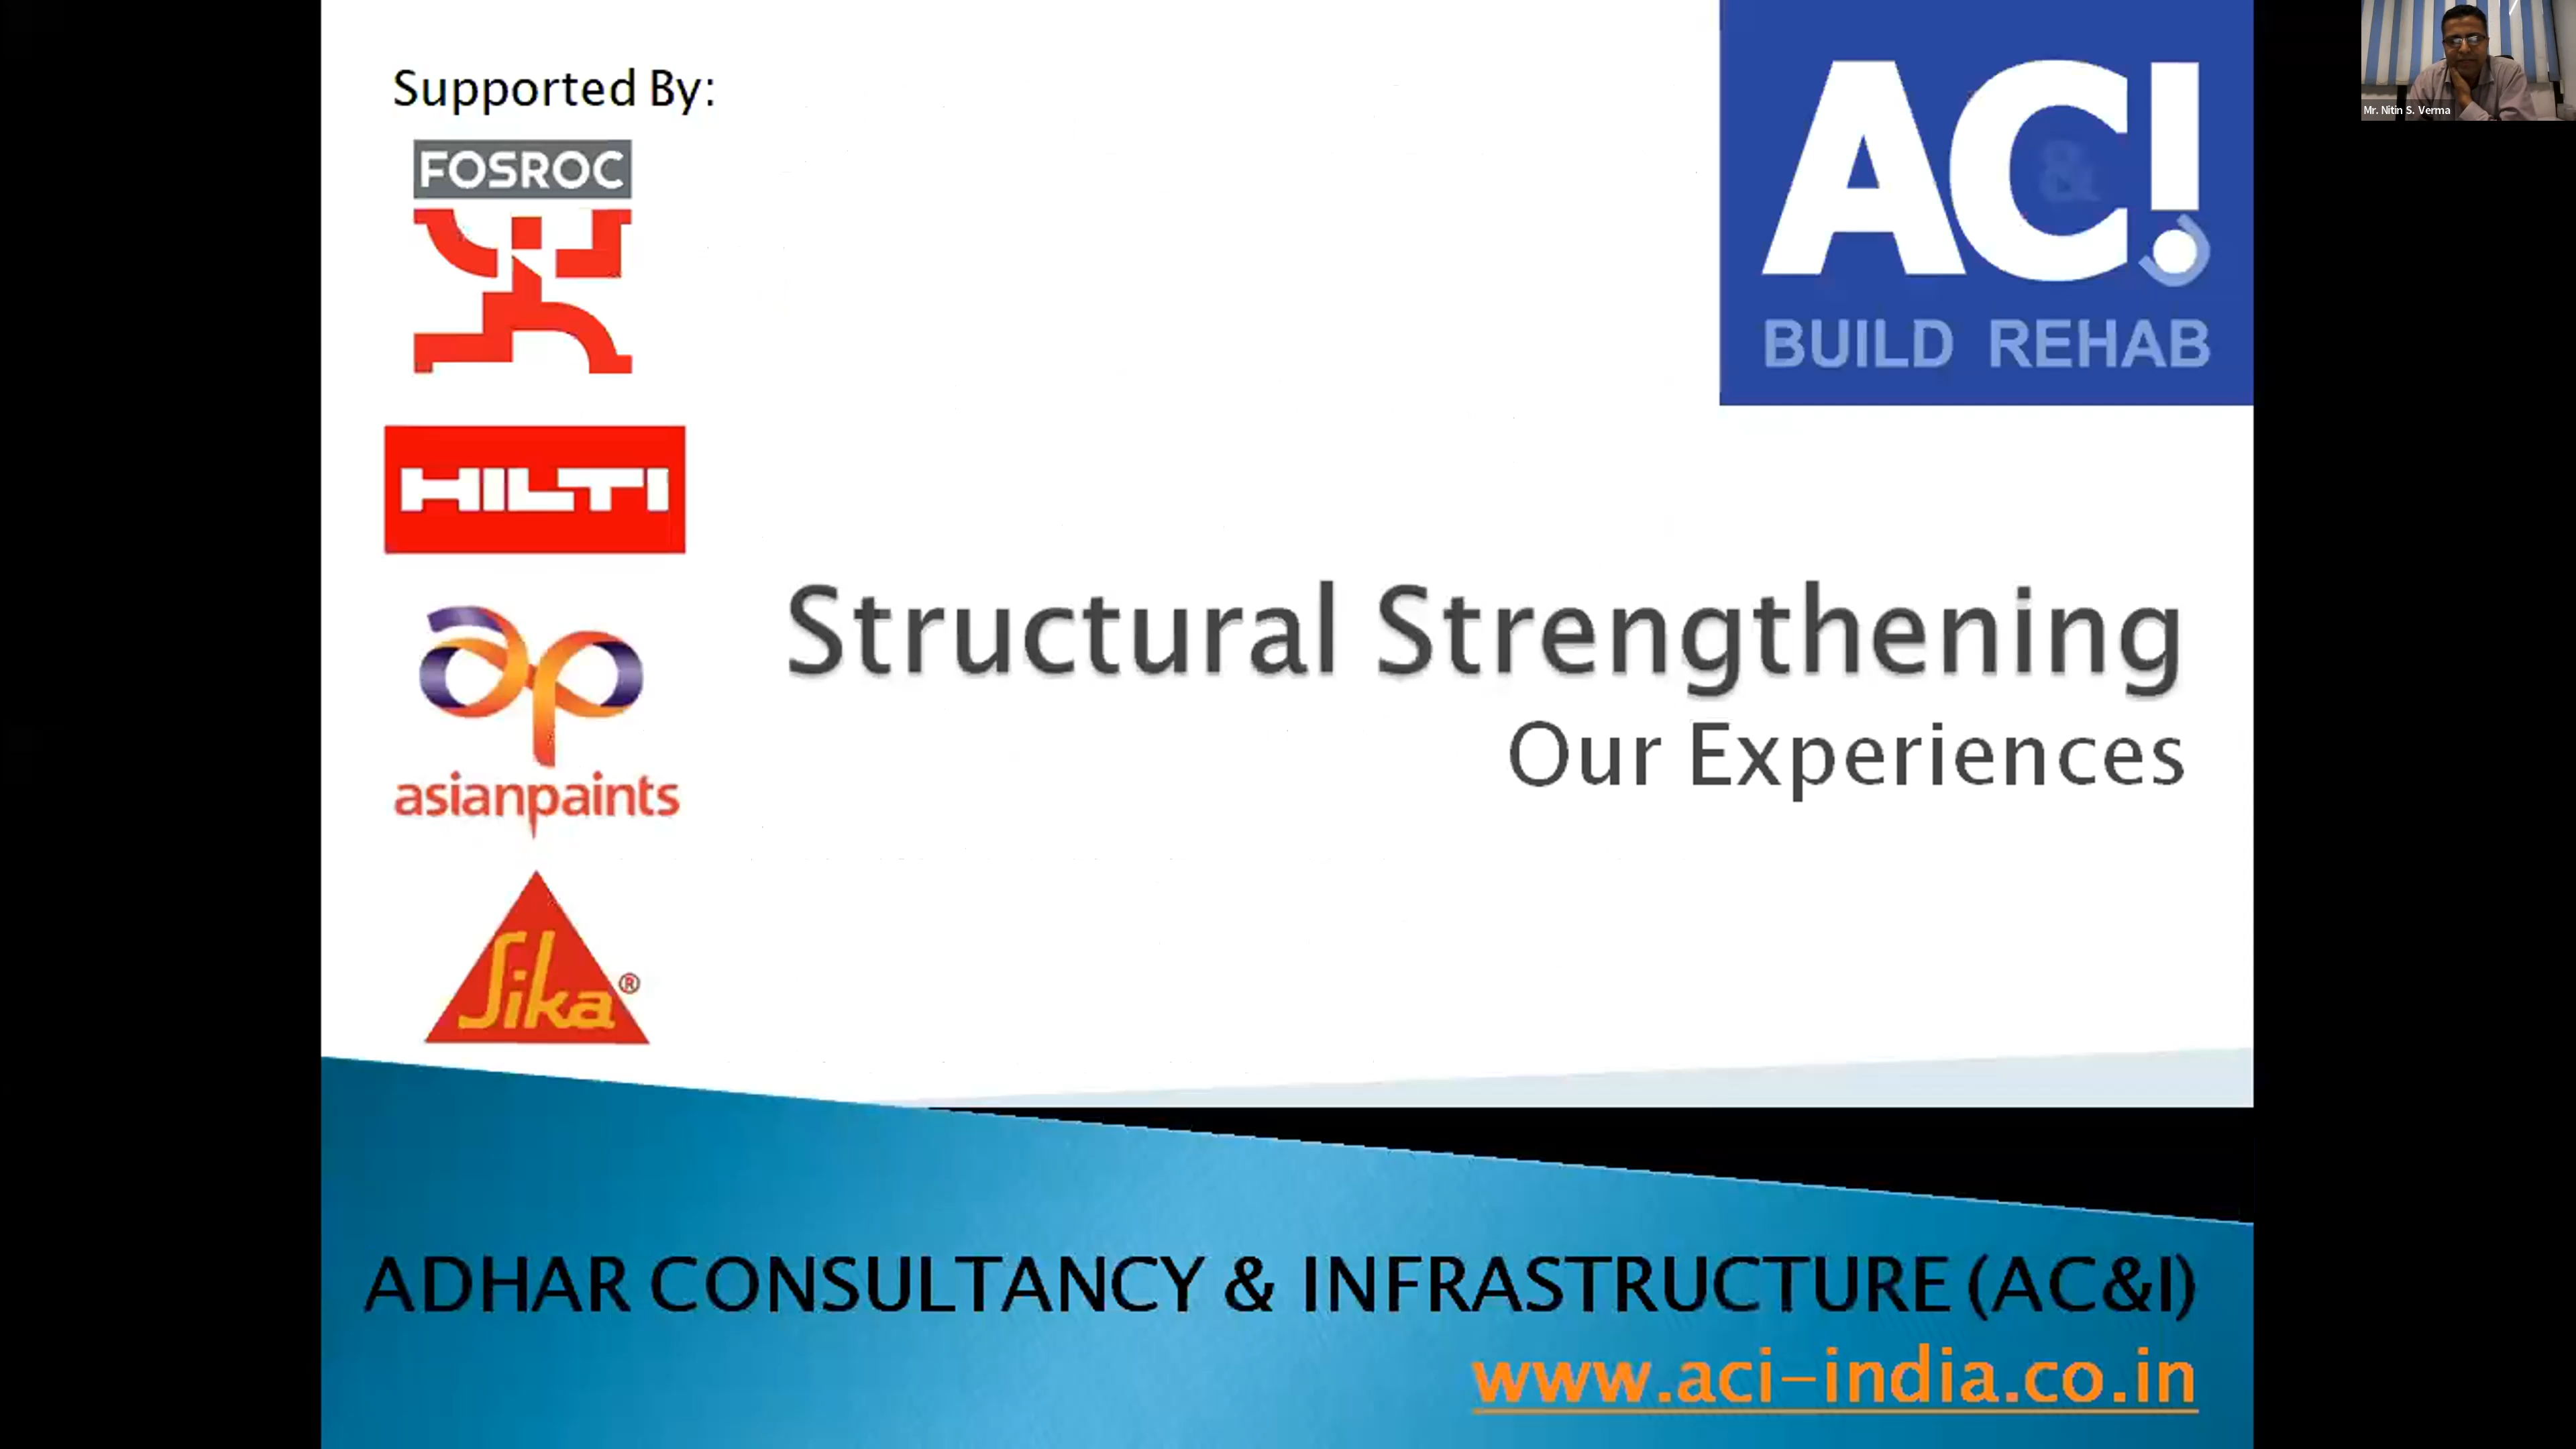 Supported By:
FOSROC
HILTI
ap
asianpaints
Sika®
AC&!
BUILD REHAB
Structural Strengthening
Our Experiences
ADHAR CONSULTANCY & INFRASTRUCTURE (AC&I)
www.aci-india.co.in
Mr. Nitin S. Verma